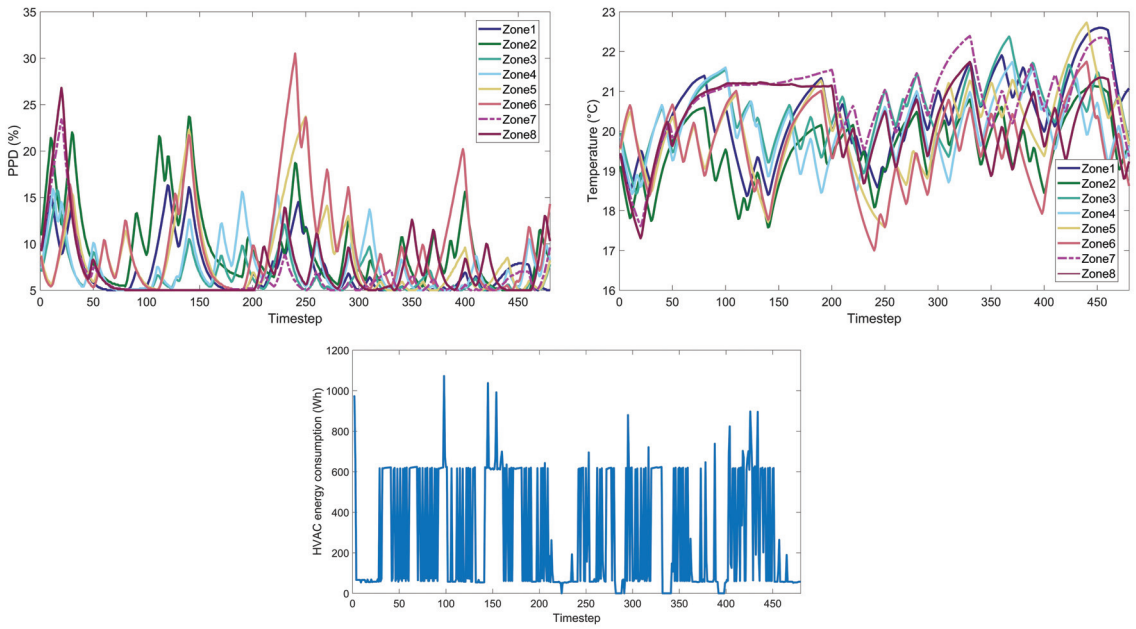 35
30
25
20
15
10
5
PPD (%)
0 50 100 150 200 250 300 350 400 450
Timestep
Zone1
Zone2
Zone3
Zone4
Zone5
Zone6
Zone7
Zone8
23
22
21
20
19
18
17
16
Temperature (°C)
0 50 100 150 200 250 300 350 400 450
Timestep
Zone1
Zone2
Zone3
Zone4
Zone5
Zone6
Zone7
Zone8
1200
1000
800
600
400
200
0
HVAC energy consumption (Wh)
0 50 100 150 200 250 300 350 400 450
Timestep